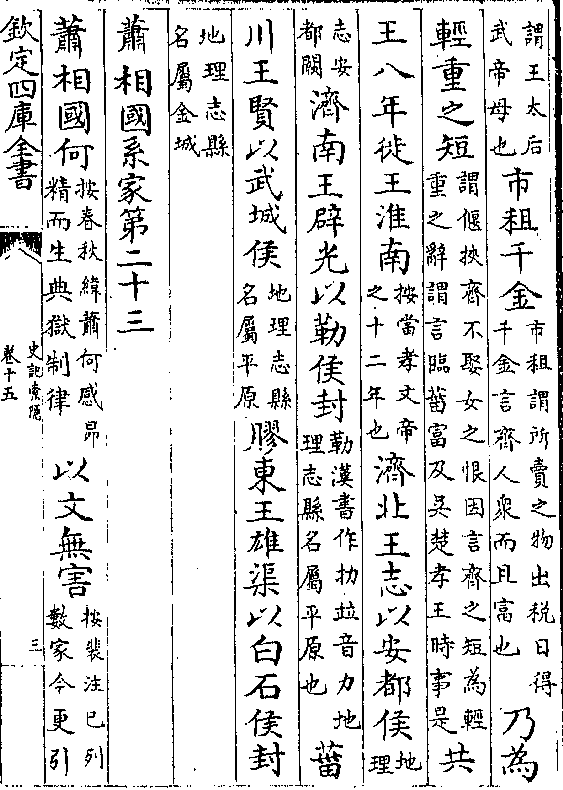 謂王太后
武帝母也
市租千金
市租謂所賣之物出税日得
千金言齊人衆而且富也
乃為
輕重之短
謂偃挾齊不娶女之恨因言齊之短為輕
重之辭謂言臨菑富及吴楚孝王時事是
共
王八年徙王淮南
按當孝文帝
之十二年也
濟北王志以安都侯
地
理
志安
都闕
濟南王辟光以勒侯封
勒漢書作扐竝音力地
理志縣名屬平原也
菑
川王賢以武城侯
地理志縣
名屬平原
膠東王雄渠以白石侯封
地理志縣
名屬金城
蕭相國系家第二十三
蕭相國何
按春秋緯蕭何感昴
精而生典獄制律
以文無害
按裴注已列
數家今更引
欽定四庫全書
史記索隱
卷十五
三